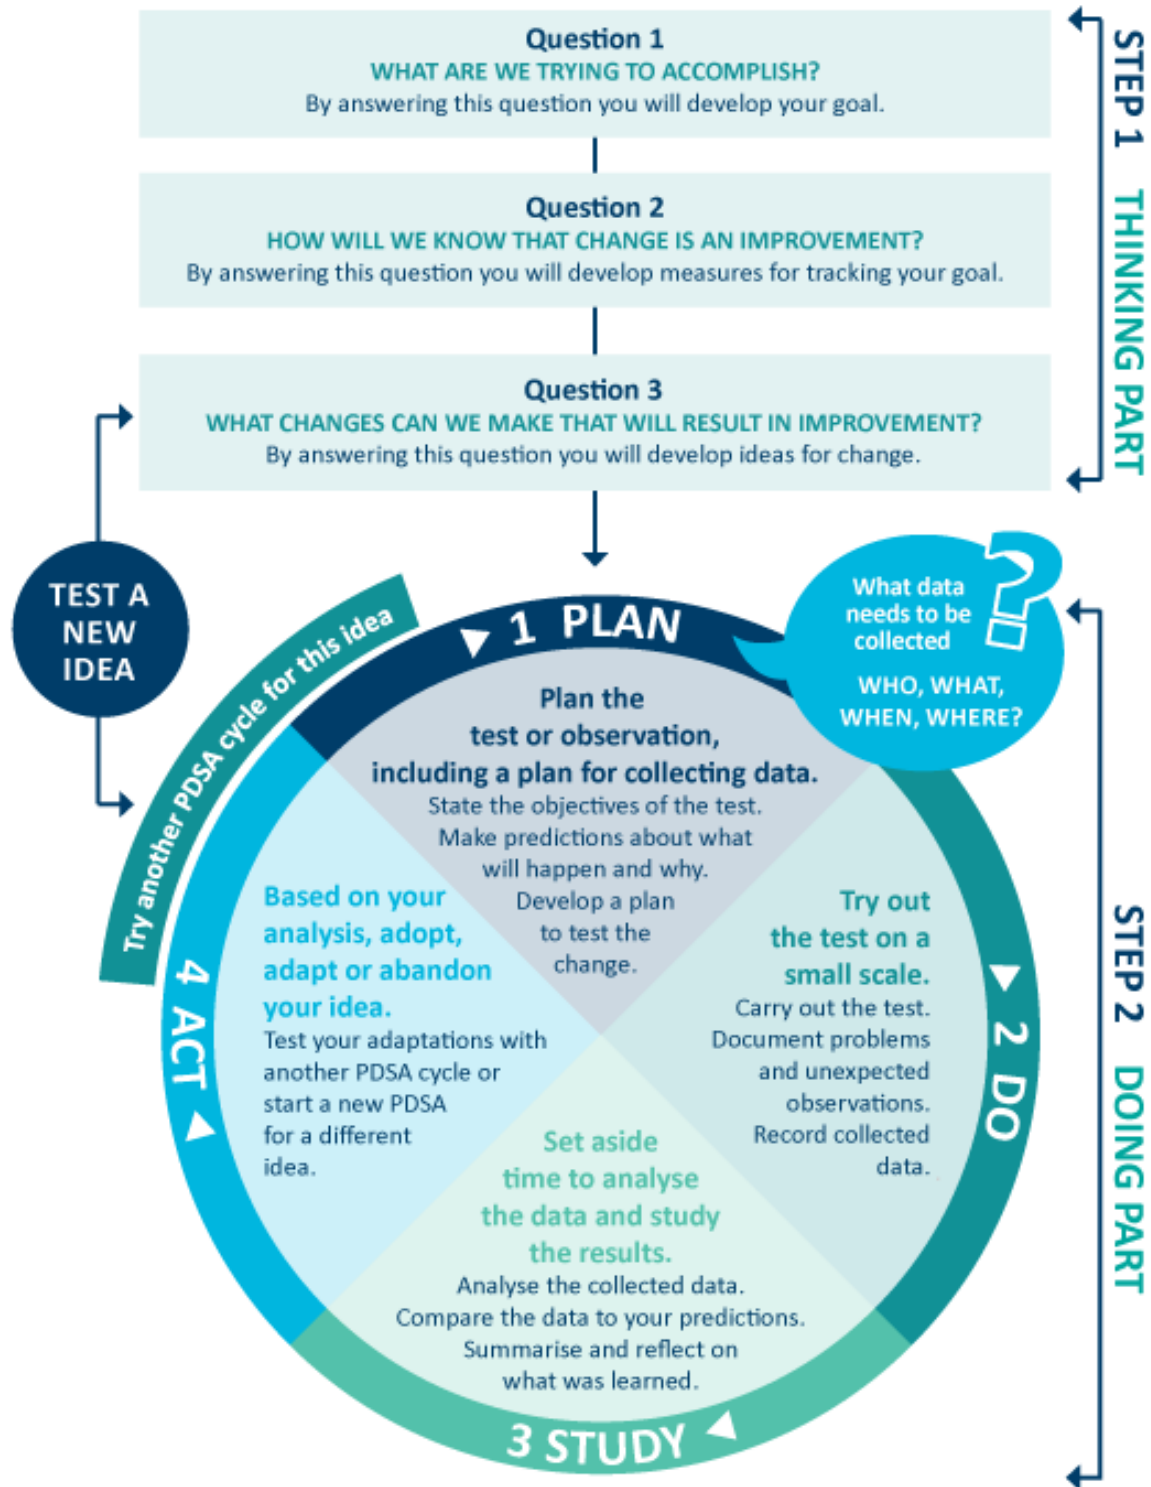 Question 1
WHAT ARE WE TRYING TO ACCOMPLISH?
By answering this question you will develop your goal.
Question 2
HOW WILL WE KNOW THAT CHANGE IS AN IMPROVEMENT?
By answering this question you will develop measures for tracking your goal.
Question 3
WHAT CHANGES CAN WE MAKE THAT WILL RESULT IN IMPROVEMENT?
By answering this question you will develop ideas for change.
STEP 1 THINKING PART
TEST A
NEW
IDEA
Try another PDSA cycle for this idea
1 PLAN
What data
needs to be
collected
?
WHO, WHAT,
WHEN, WHERE?
Plan the
test or observation,
including a plan for collecting data.
State the objectives of the test.
Make predictions about what
will happen and why.
Develop a plan
to test the
change.
2 DO
Try out
the test on a
small scale.
Carry out the test.
Document problems
and unexpected
observations.
Record collected
data.
3 STUDY
Set aside
time to analyse
the data and study
the results.
Analyse the collected data.
Compare the data to your predictions.
Summarise and reflect on
what was learned.
4 ACT
Based on your
analysis, adopt,
adapt or abandon
your idea.
Test your adaptations with
another PDSA cycle or
start a new PDSA
for a different
idea.
STEP 2 DOING PART